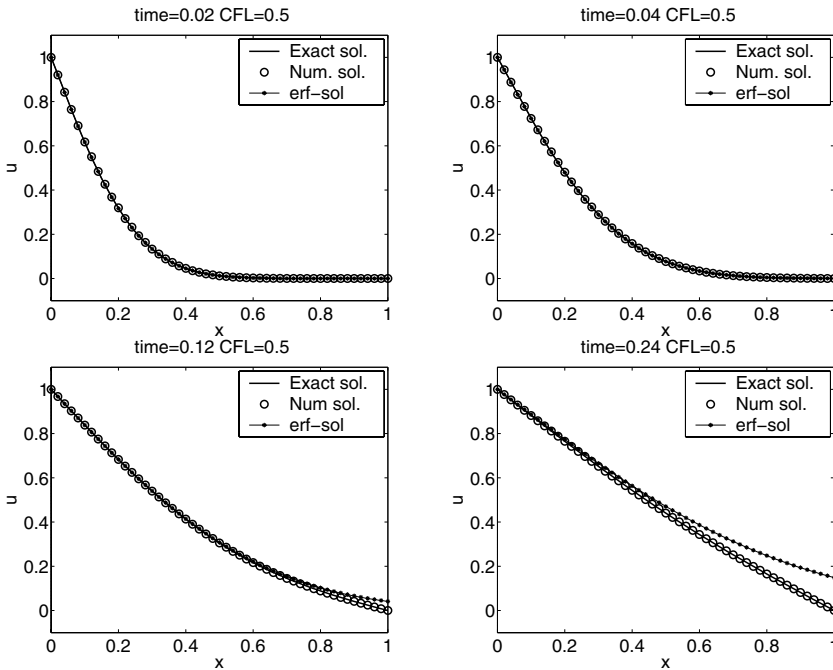 time=0.02 CFL=0.5
Exact sol.
Num. sol.
erf-sol
1
0.8
0.6
0.4
0.2
0
u
0 0.2 0.4 0.6 0.8 1
x
time=0.04 CFL=0.5
Exact sol.
Num. sol.
erf-sol
1
0.8
0.6
0.4
0.2
0
u
0 0.2 0.4 0.6 0.8 1
x
time=0.12 CFL=0.5
Exact sol.
Num sol.
erf-sol
1
0.8
0.6
0.4
0.2
0
u
0 0.2 0.4 0.6 0.8 1
x
time=0.24 CFL=0.5
Exact sol.
Num sol.
erf-sol
1
0.8
0.6
0.4
0.2
0
u
0 0.2 0.4 0.6 0.8 1
x